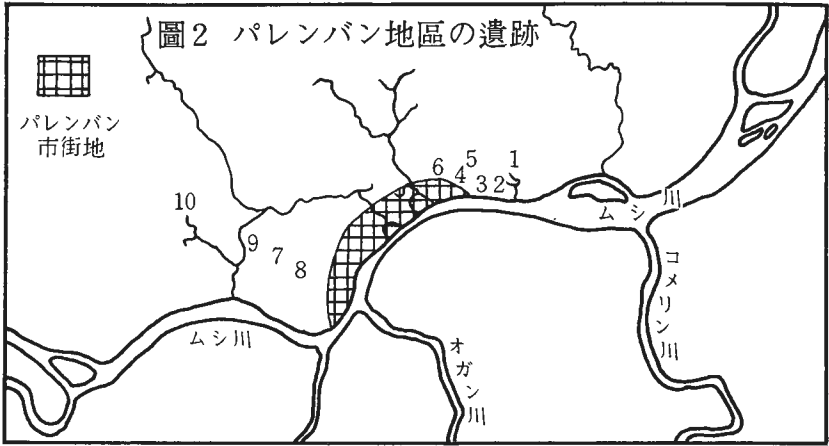 圖2 パレンバン地區の遺跡
パレンバン
市街地
1
5
6
4
3
2
10
9
7
8
ムシ川
コメリン川
ムシ川
オガン川